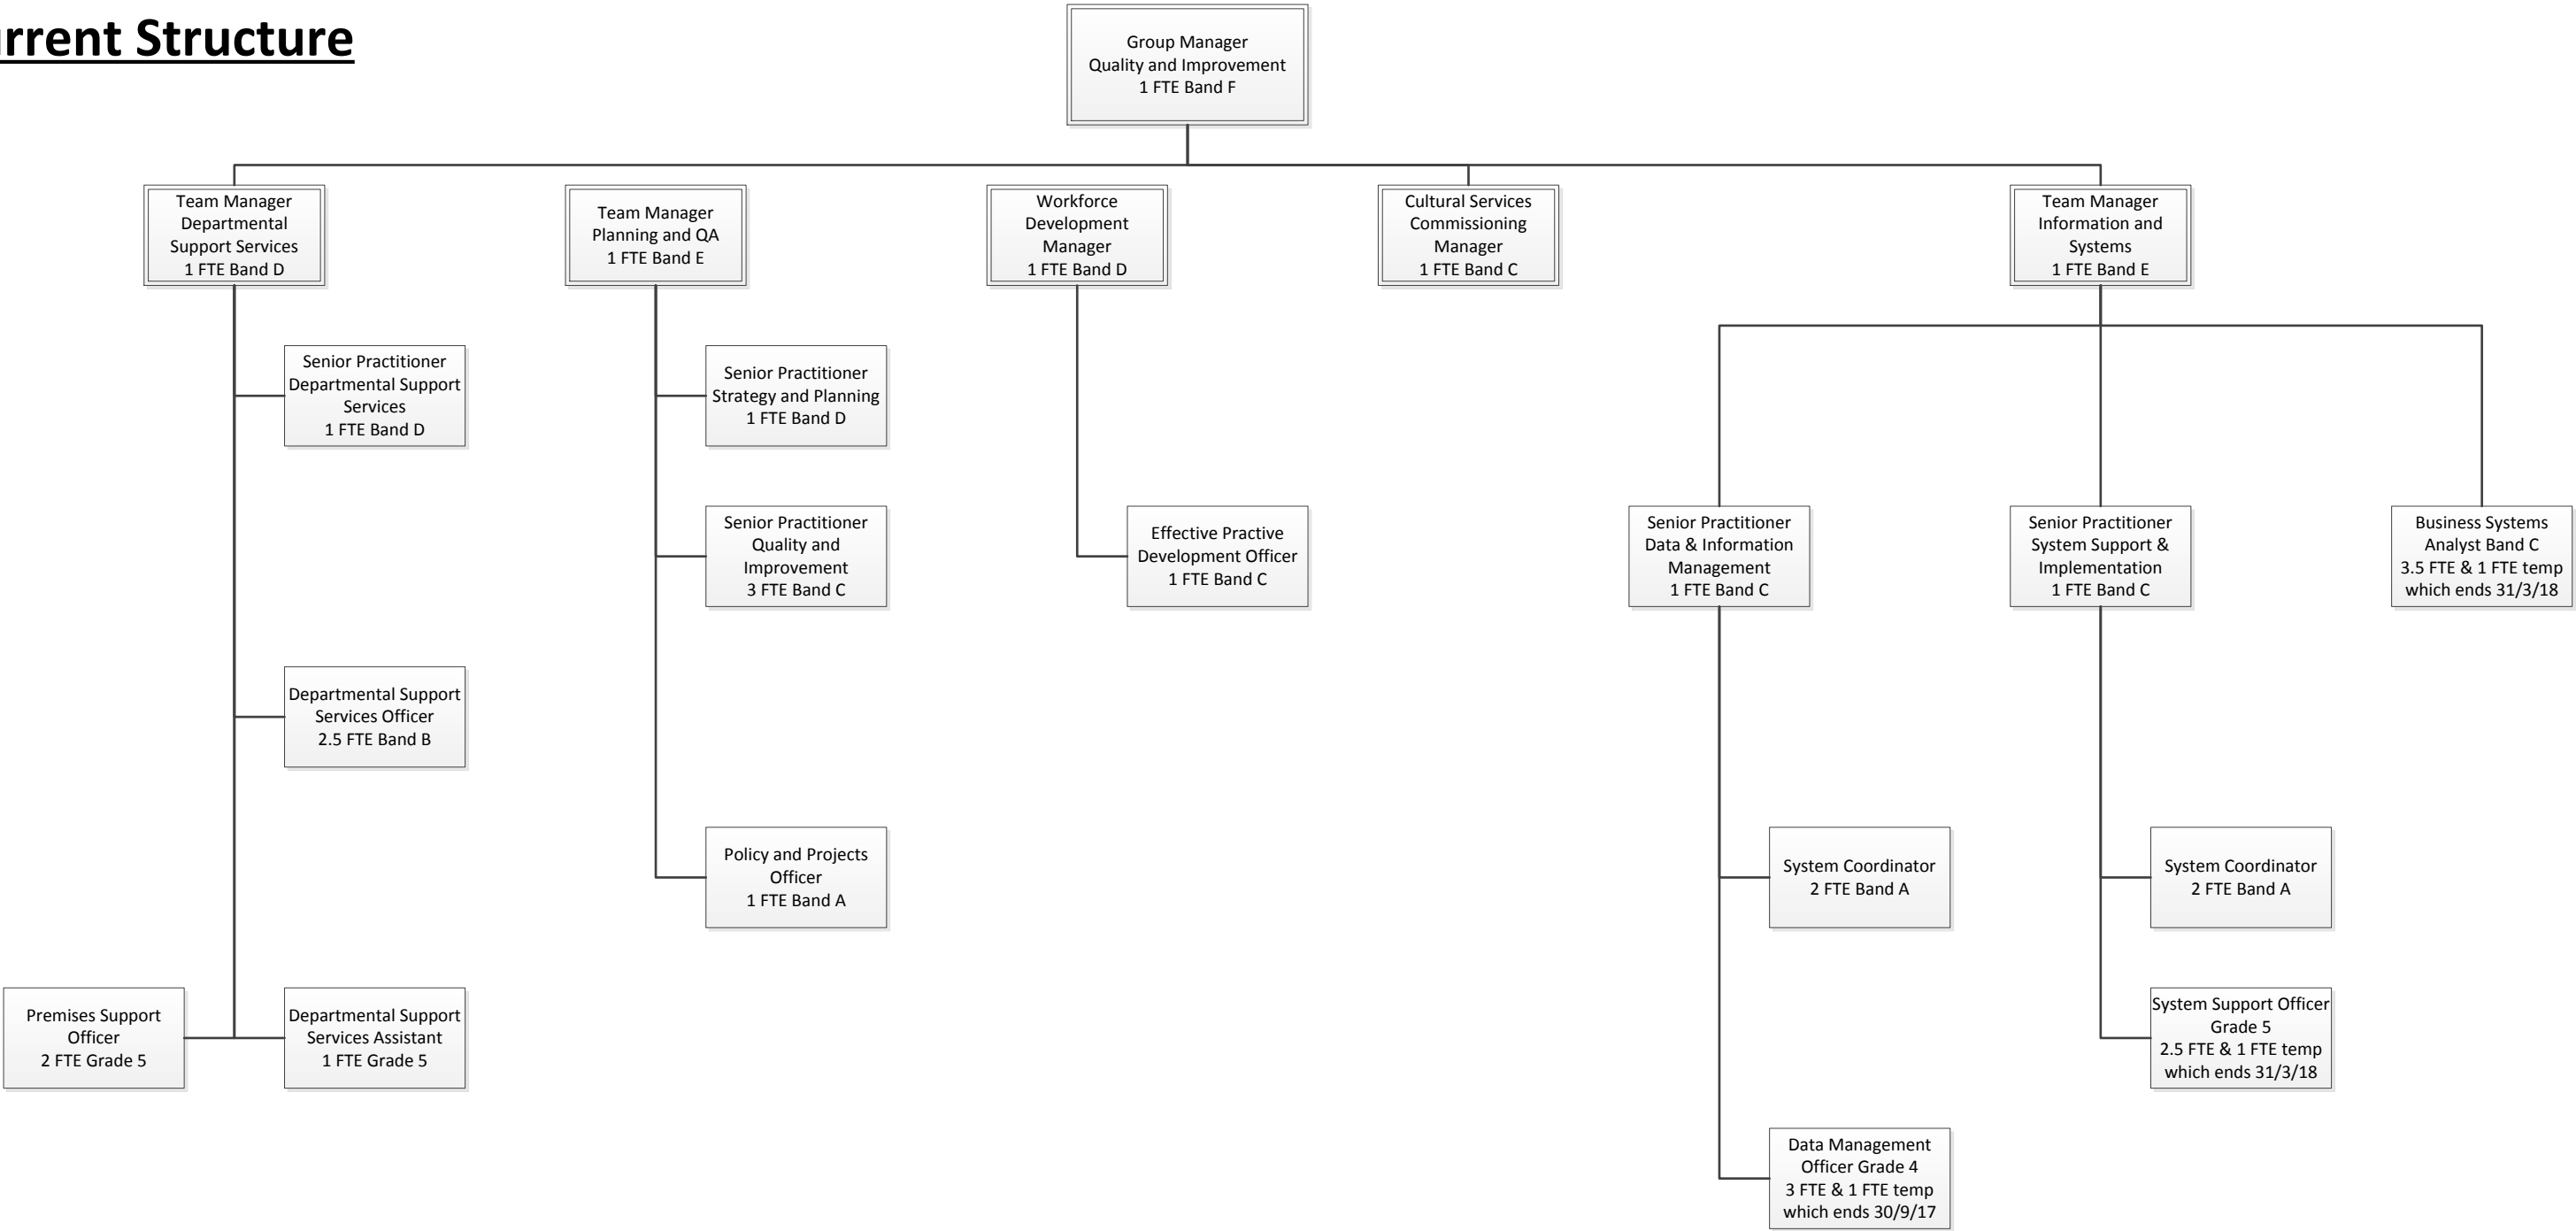 urrent Structure
Group Manager
Quality and Improvement
1 FTE Band F
Team Manager
Departmental
Support Services
1 FTE Band D
Team Manager
Planning and QA
1 FTE Band E
Workforce
Development
Manager
1 FTE Band D
Cultural Services
Commissioning
Manager
1 FTE Band C
Team Manager
Information and
Systems
1 FTE Band E
Senior Practitioner
Departmental Support
Services
1 FTE Band D
Senior Practitioner
Strategy and Planning
1 FTE Band D
Senior Practitioner
Quality and
Improvement
3 FTE Band C
Effective Practive
Development Officer
1 FTE Band C
Senior Practitioner
Data & Information
Management
1 FTE Band C
Senior Practitioner
System Support &
Implementation
1 FTE Band C
Business Systems
Analyst Band C
3.5 FTE & 1 FTE temp
which ends 31/3/18
Departmental Support
Services Officer
2.5 FTE Band B
Policy and Projects
Officer
1 FTE Band A
System Coordinator
2 FTE Band A
System Coordinator
2 FTE Band A
Premises Support
Officer
2 FTE Grade 5
Departmental Support
Services Assistant
1 FTE Grade 5
System Support Officer
Grade 5
2.5 FTE & 1 FTE temp
which ends 31/3/18
Data Management
Officer Grade 4
3 FTE & 1 FTE temp
which ends 30/9/17